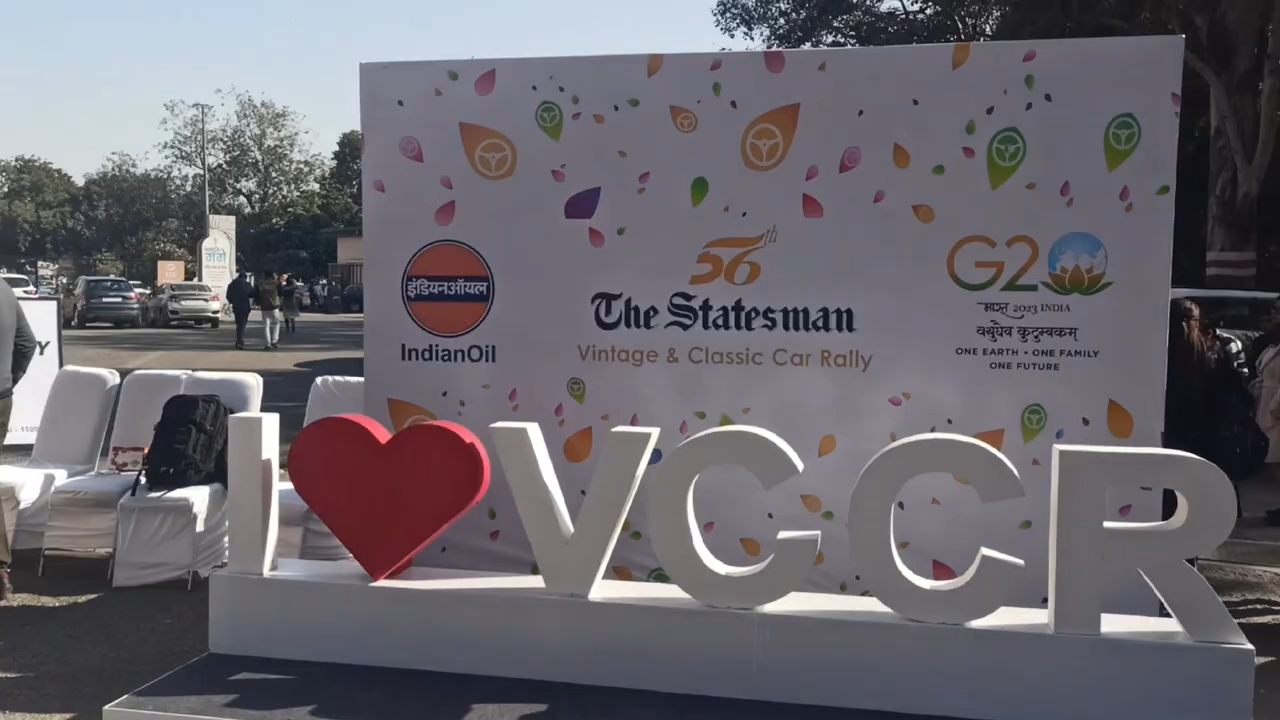 इंडियनऑयल
IndianOil
56th
The Statesman
Vintage & Classic Car Rally
G20
भारत 2023 INDIA
वसुधैव कुटुम्बकम्
ONE EARTH • ONE FAMILY
ONE FUTURE
I ❤ VCCR
गंगे